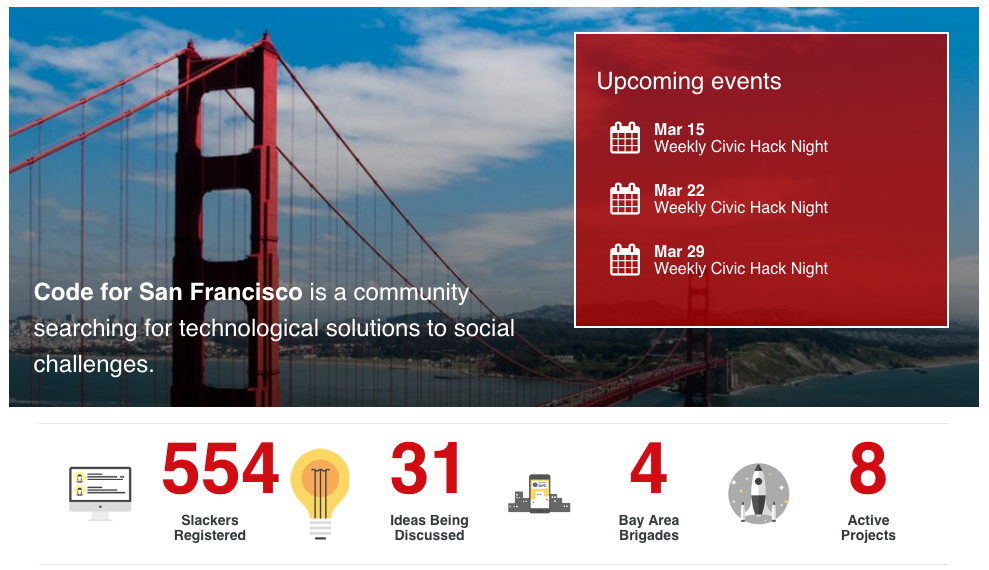 Upcoming events
Mar 15
Weekly Civic Hack Night
Mar 22
Weekly Civic Hack Night
Mar 29
Weekly Civic Hack Night
Code for San Francisco is a community
searching for technological solutions to social
challenges.
554
Slackers
Registered
31
Ideas Being
Discussed
4
Bay Area
Brigades
8
Active
Projects